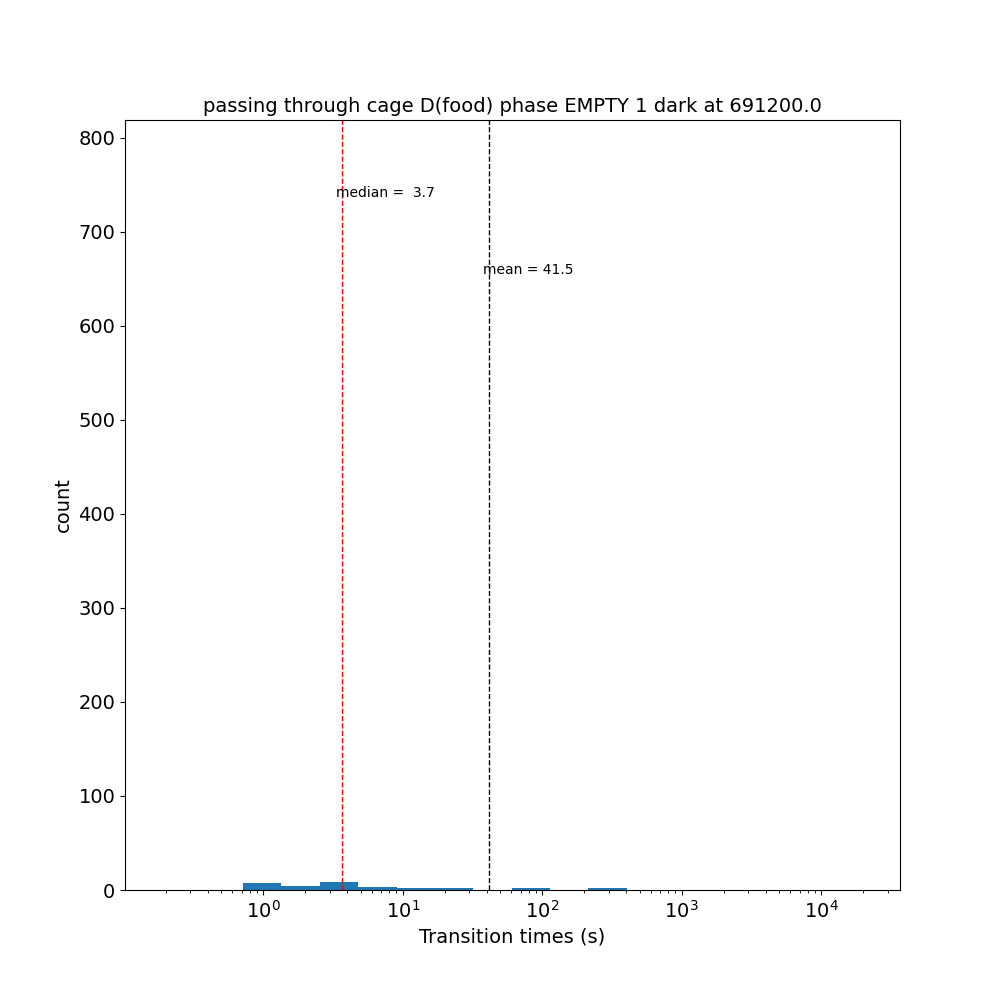 passing through cage D(food) phase EMPTY 1 dark at 691200.0
800
median =  3.7
700
mean = 41.5
600
500
count
400
300
200
100
0
10^0 10^1 10^2 10^3 10^4
Transition times (s)